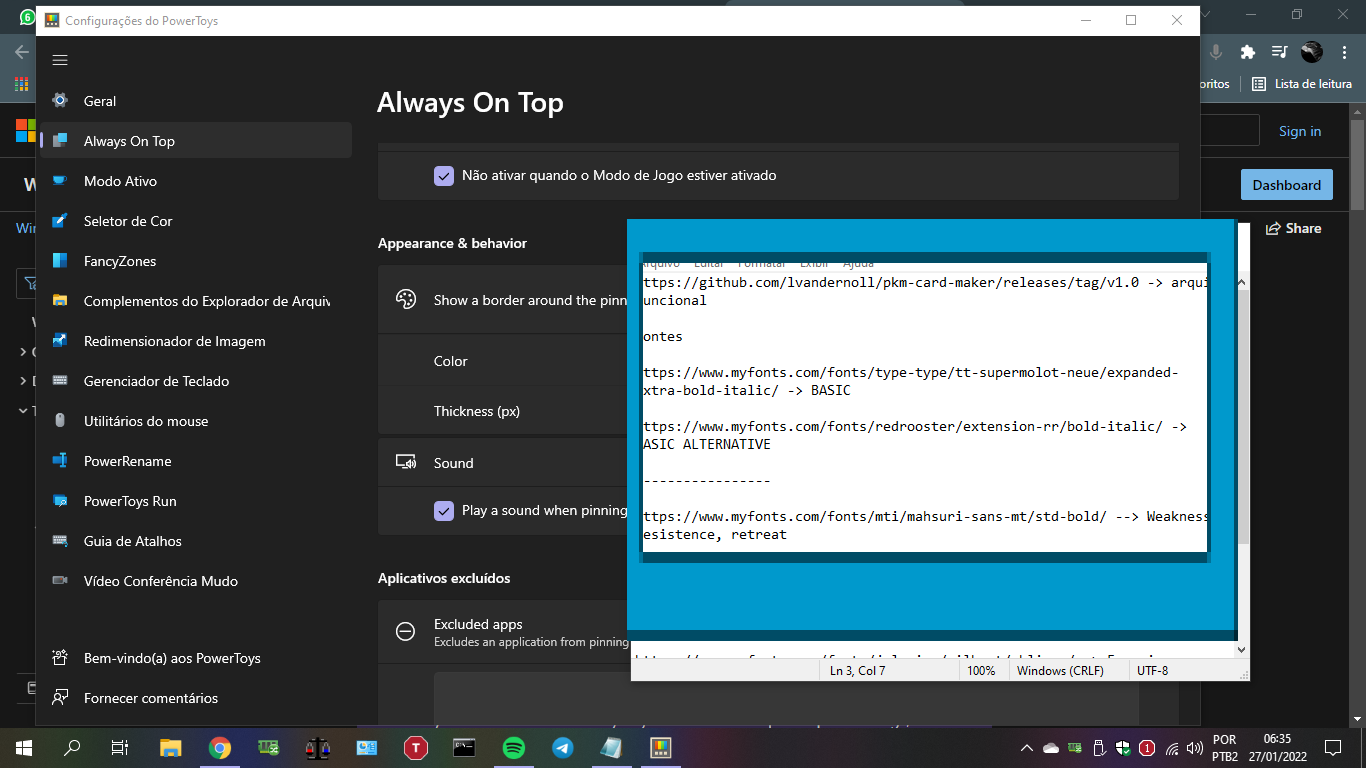 6
Configurações do PowerToys
Geral
Always On Top
Modo Ativo
Seletor de Cor
FancyZones
Complementos do Explorador de Arquiv
Redimensionador de Imagem
Gerenciador de Teclado
Utilitários do mouse
PowerRename
PowerToys Run
Guia de Atalhos
Vídeo Conferência Mudo
Bem-vindo(a) aos PowerToys
Fornecer comentários
Always On Top
Não ativar quando o Modo de Jogo estiver ativado
Appearance & behavior
Show a border around the pinn
Color
Thickness (px)
Sound
Play a sound when pinning
Aplicativos excluídos
Excluded apps
Excludes an application from pinning
oritos
Lista de leitura
Sign in
Dashboard
Share
W
Wir
Arquivo Editar Formatar Exibir Ajuda
ttps://github.com/lvandernoll/pkm-card-maker/releases/tag/v1.0 -> arqui
uncional
ontes
ttps://www.myfonts.com/fonts/type-type/tt-supermolot-neue/expanded-
xtra-bold-italic/ -> BASIC
ttps://www.myfonts.com/fonts/redrooster/extension-rr/bold-italic/ ->
ASIC ALTERNATIVE
----------------
ttps://www.myfonts.com/fonts/mti/mahsuri-sans-mt/std-bold/ --> Weakness
esistence, retreat
Ln 3, Col 7
100%
Windows (CRLF)
UTF-8
T
1
POR
PTB2
06:35
27/01/2022